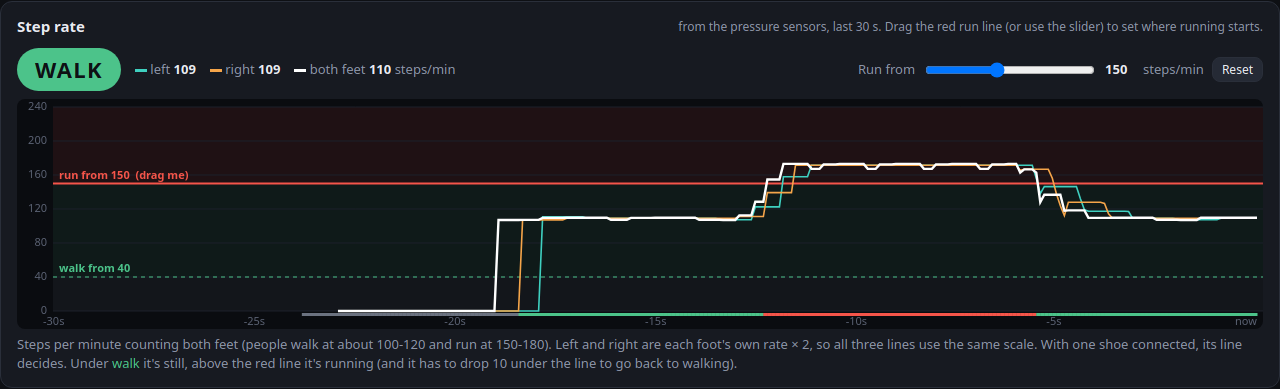 Step rate
from the pressure sensors, last 30 s. Drag the red run line (or use the slider) to set where running starts.
WALK
left 109 right 109 both feet 110 steps/min
Run from 150 steps/min Reset
240
200
160
120
80
40
0
run from 150 (drag me)
walk from 40
-30s -25s -20s -15s -10s -5s now
Steps per minute counting both feet (people walk at about 100-120 and run at 150-180). Left and right are each foot's own rate × 2, so all three lines use the same scale. With one shoe connected, its line
decides. Under walk it's still, above the red line it's running (and it has to drop 10 under the line to go back to walking).